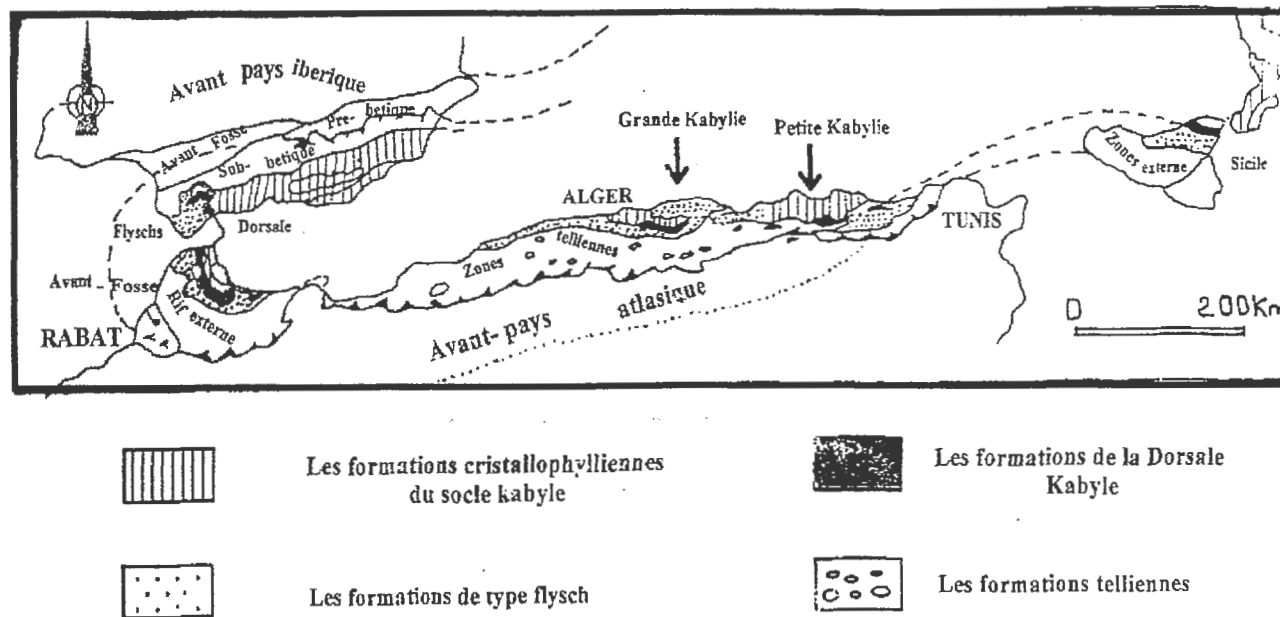 N
Avant pays iberique
Avant Fosse
Pre-betique
Sub-betique
Flyschs
Dorsale
Avant-Fosse
Rif externe
RABAT
ALGER
Grande Kabylie
Petite Kabylie
Zones telliennes
Avant-pays atlasique
TUNIS
Zones externe
Sicile
0 200Km
Les formations cristallophylliennes
du socle kabyle
Les formations de la Dorsale
Kabyle
Les formations de type flysch
Les formations telliennes